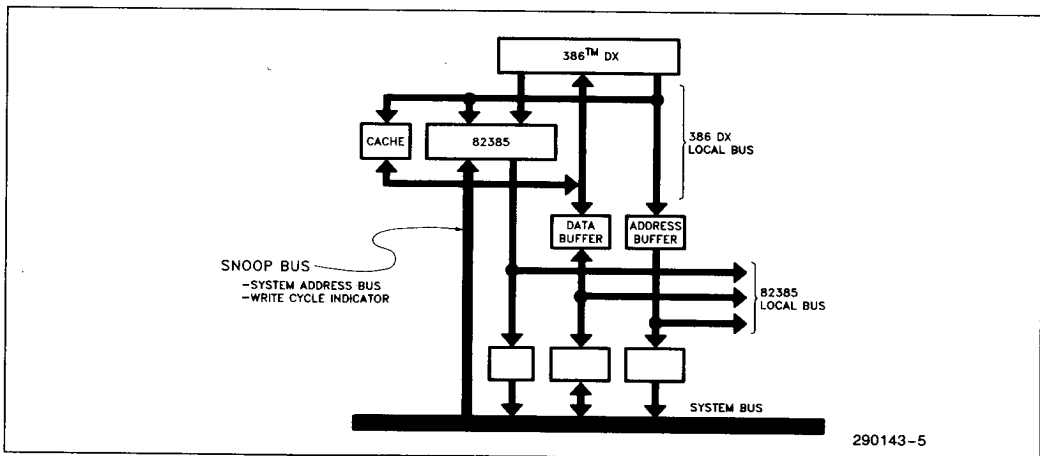 386™ DX
CACHE
82385
386 DX
LOCAL BUS
DATA
BUFFER
ADDRESS
BUFFER
SNOOP BUS
-SYSTEM ADDRESS BUS
-WRITE CYCLE INDICATOR
82385
LOCAL BUS
SYSTEM BUS
290143-5